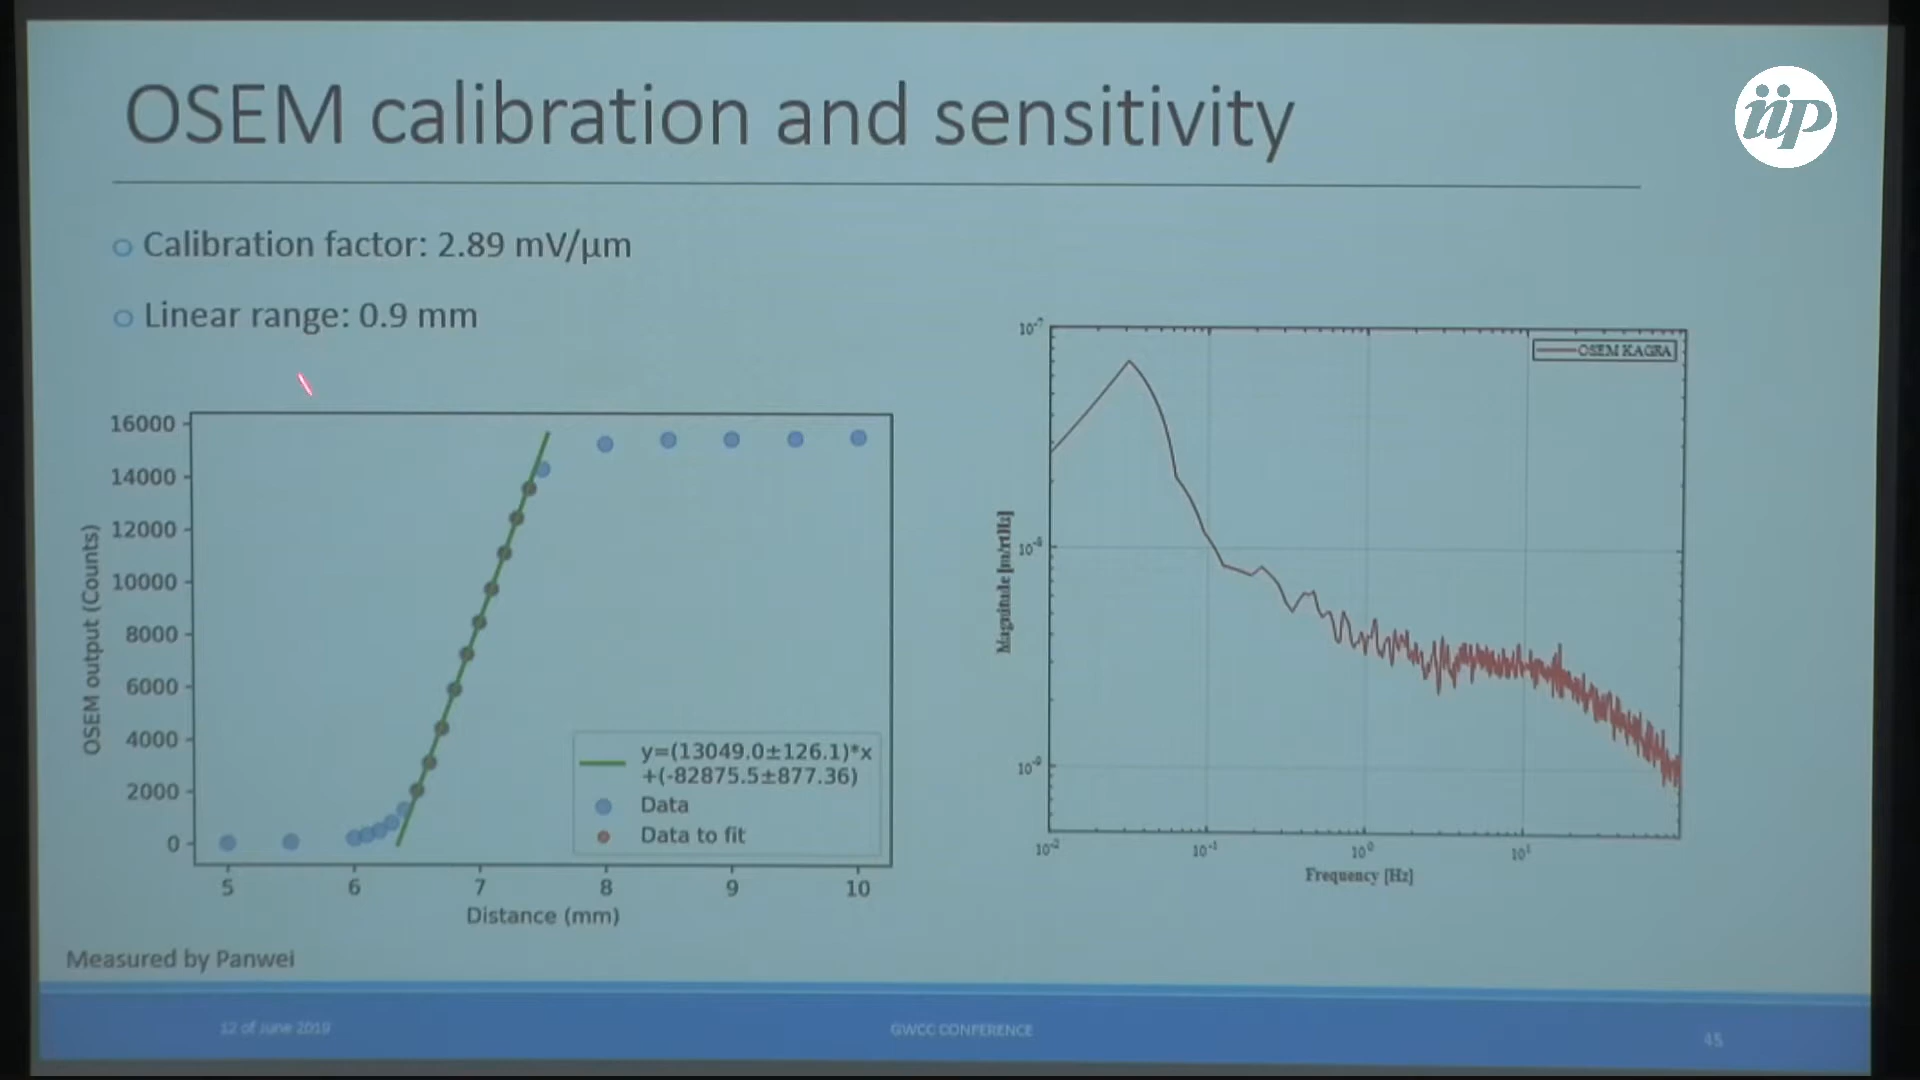 OSEM calibration and sensitivity
iip
Calibration factor: 2.89 mV/μm
Linear range: 0.9 mm
16000
14000
12000
10000
8000
6000
4000
2000
0
OSEM output (Counts)
y=(13049.0±126.1)*x
+(-82875.5±877.36)
Data
Data to fit
5 6 7 8 9 10
Distance (mm)
10⁻⁷
10⁻⁸
10⁻⁹
Magnitude [m/rtHz]
OSEM KAGRA
10⁻² 10⁻¹ 10⁰ 10¹
Frequency [Hz]
Measured by Panwei
12 of June 2019
GWCC CONFERENCE
45